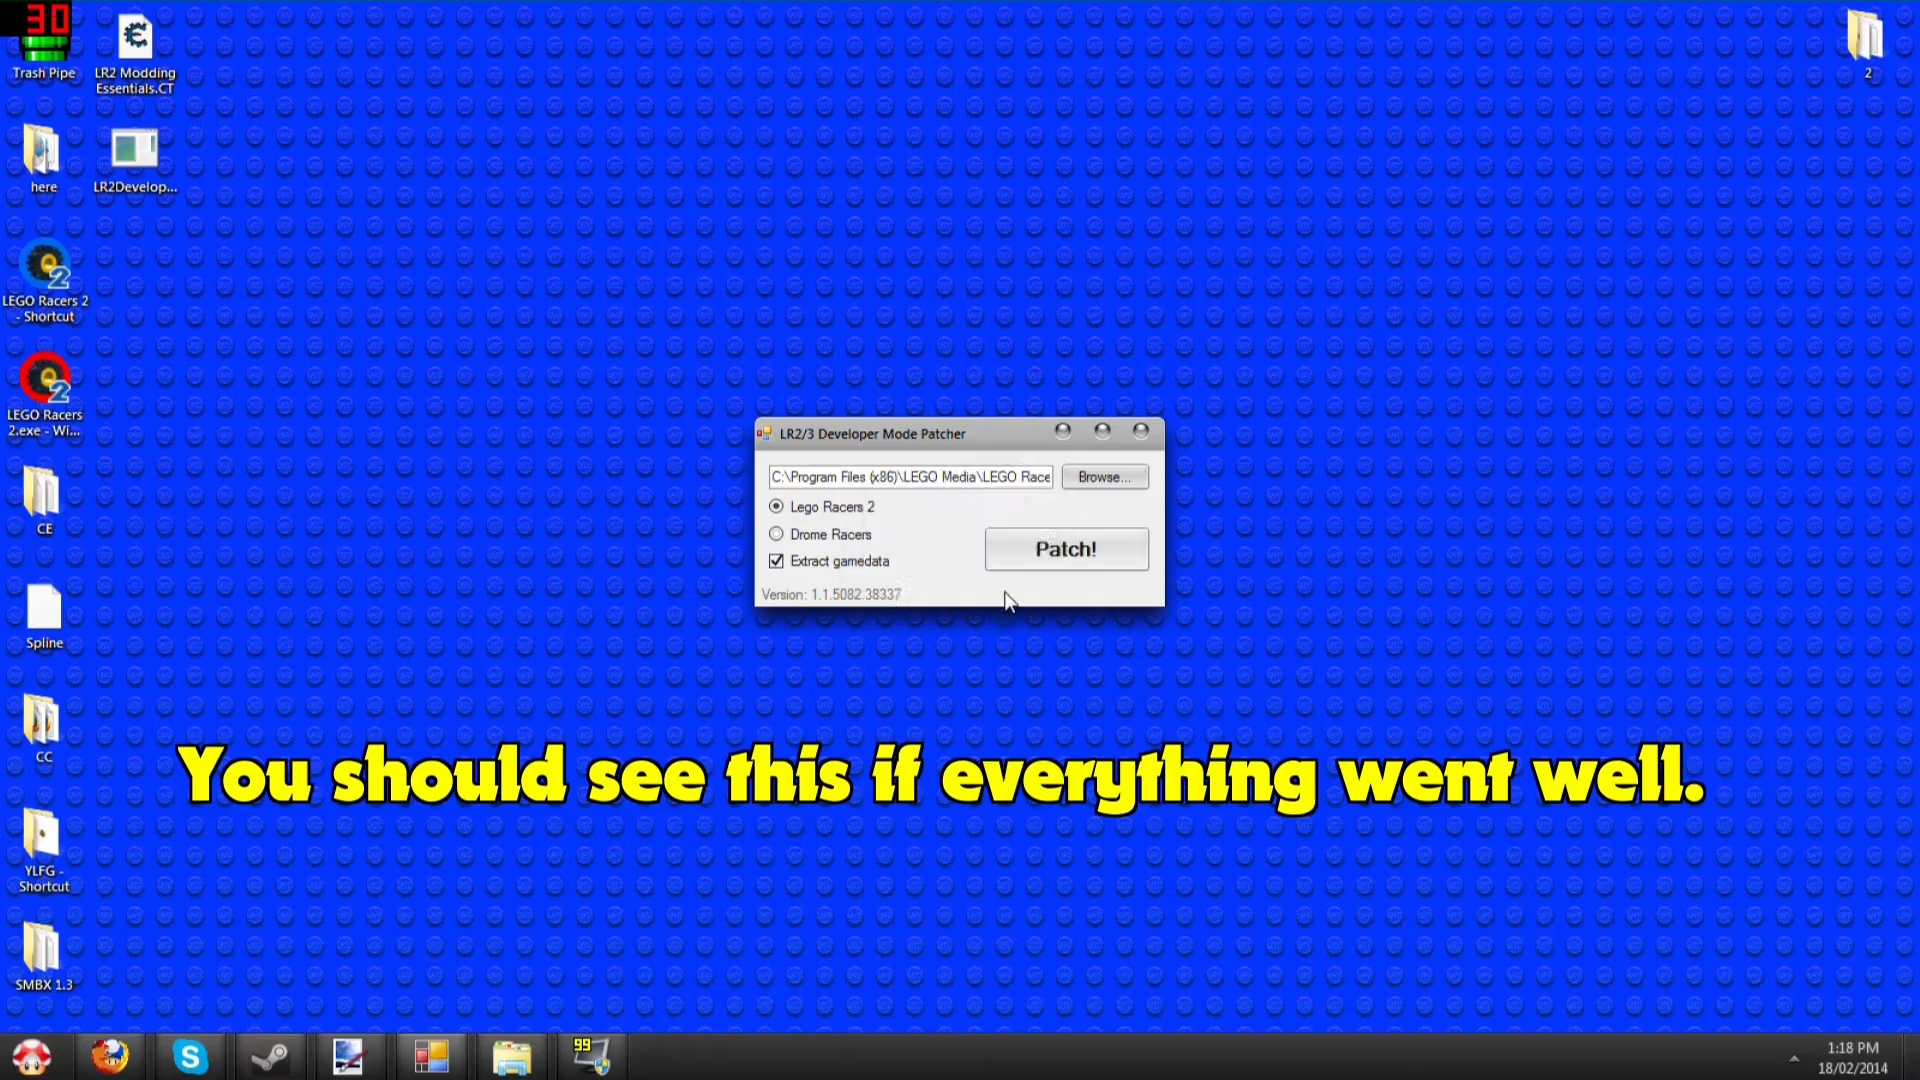 30
Trash Pipe
LR2 Modding
Essentials.CT
2
here
LR2Develop...
LEGO Racers 2
- Shortcut
LEGO Racers
2.exe - Wi...
CE
Spline
CC
YLFG -
Shortcut
SMBX 1.3
LR2/3 Developer Mode Patcher
C:\Program Files (x86)\LEGO Media\LEGO Race
Browse...
Lego Racers 2
Drome Racers
Extract gamedata
Patch!
Version: 1.1.5082.38337
You should see this if everything went well.
99
1:18 PM
18/02/2014